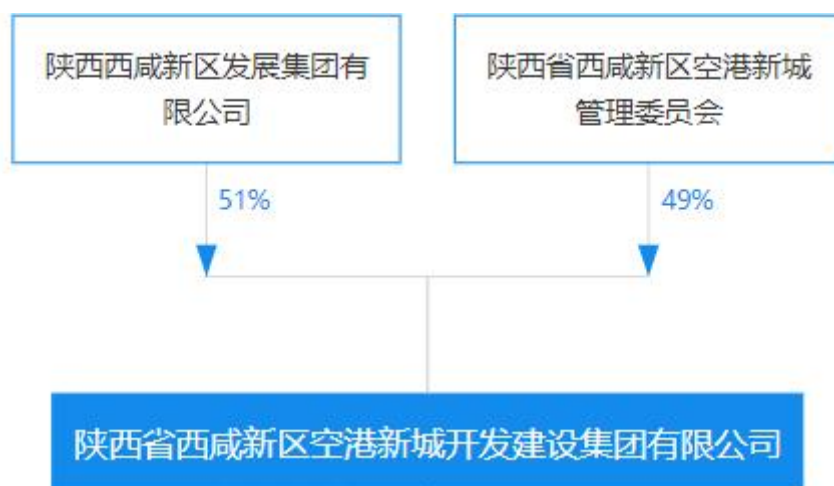 陕西西咸新区发展集团有
限公司
陕西省西咸新区空港新城
管理委员会
51%
49%
陕西省西咸新区空港新城开发建设集团有限公司